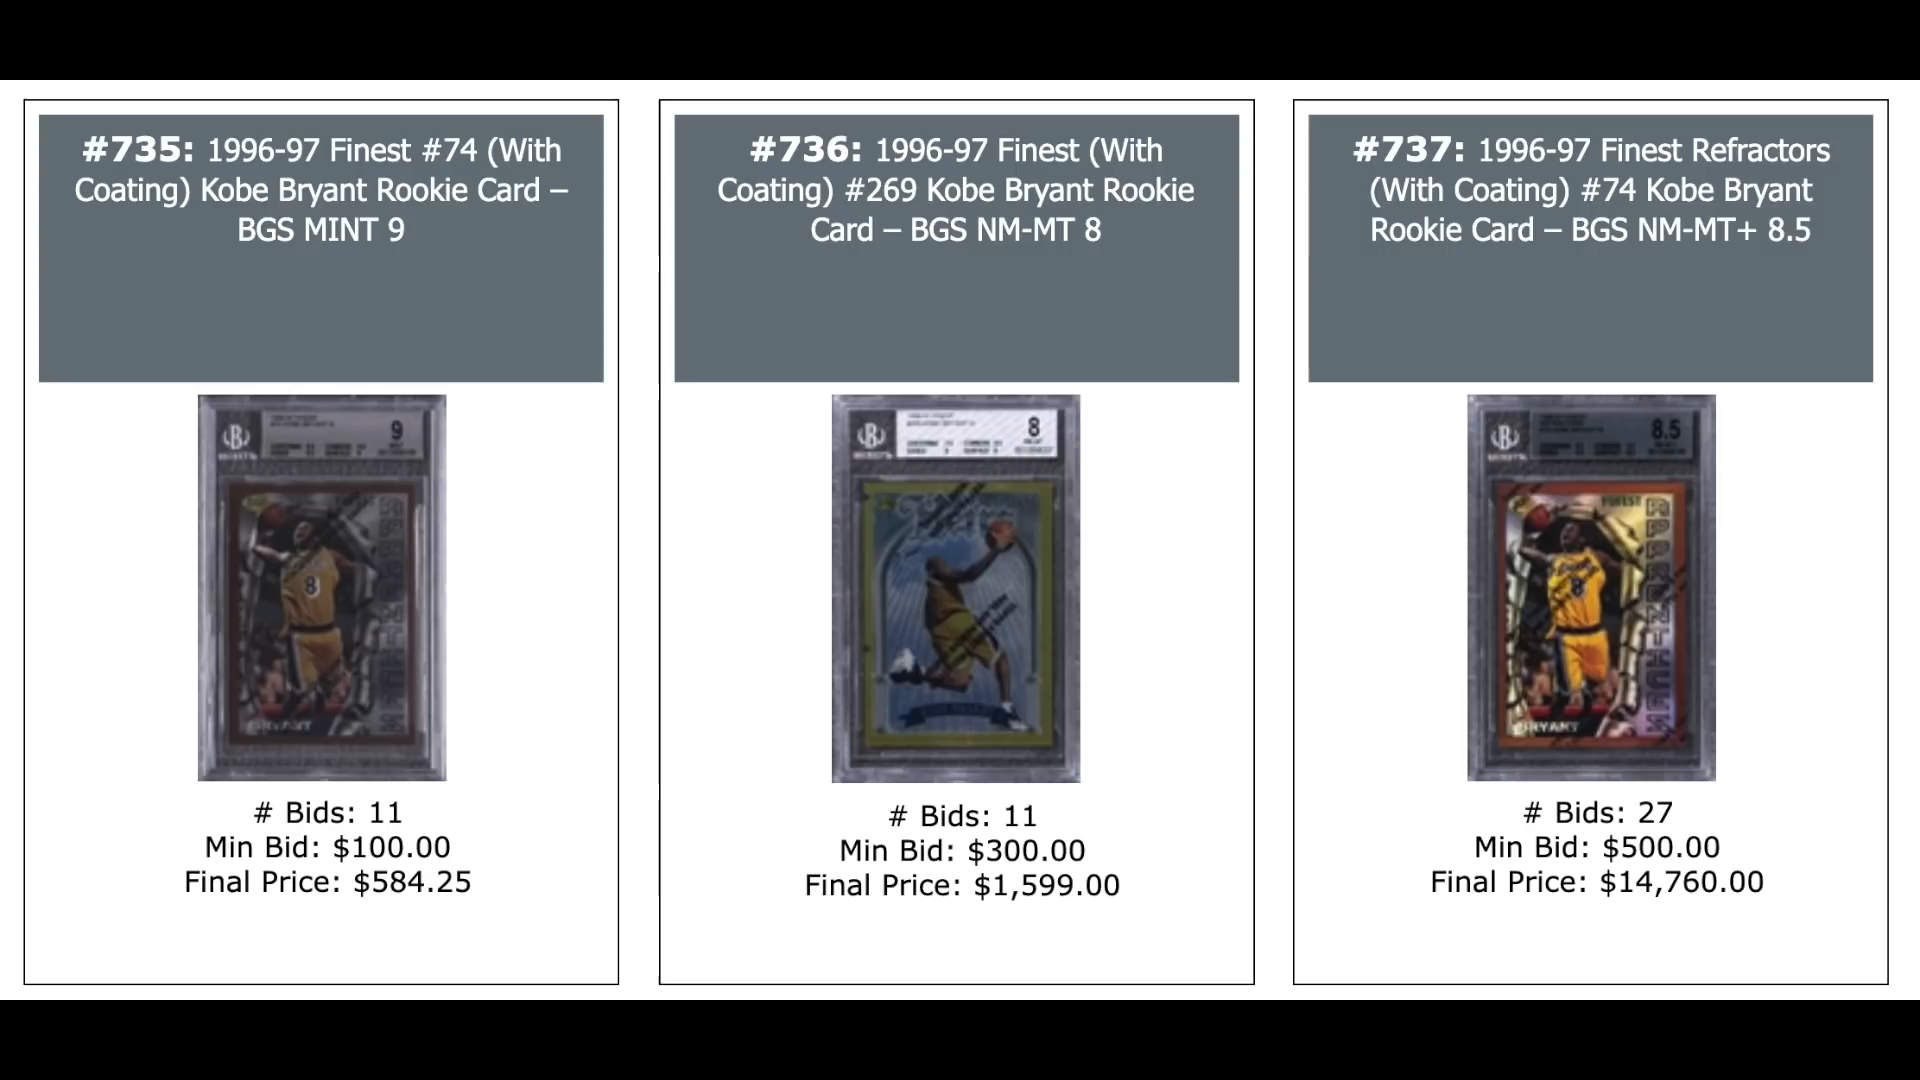 #735: 1996-97 Finest #74 (With
Coating) Kobe Bryant Rookie Card –
BGS MINT 9
9
8
BRYANT
# Bids: 11
Min Bid: $100.00
Final Price: $584.25
#736: 1996-97 Finest (With
Coating) #269 Kobe Bryant Rookie
Card – BGS NM-MT 8
8
# Bids: 11
Min Bid: $300.00
Final Price: $1,599.00
#737: 1996-97 Finest Refractors
(With Coating) #74 Kobe Bryant
Rookie Card – BGS NM-MT+ 8.5
8.5
FINEST
8
BRYANT
# Bids: 27
Min Bid: $500.00
Final Price: $14,760.00